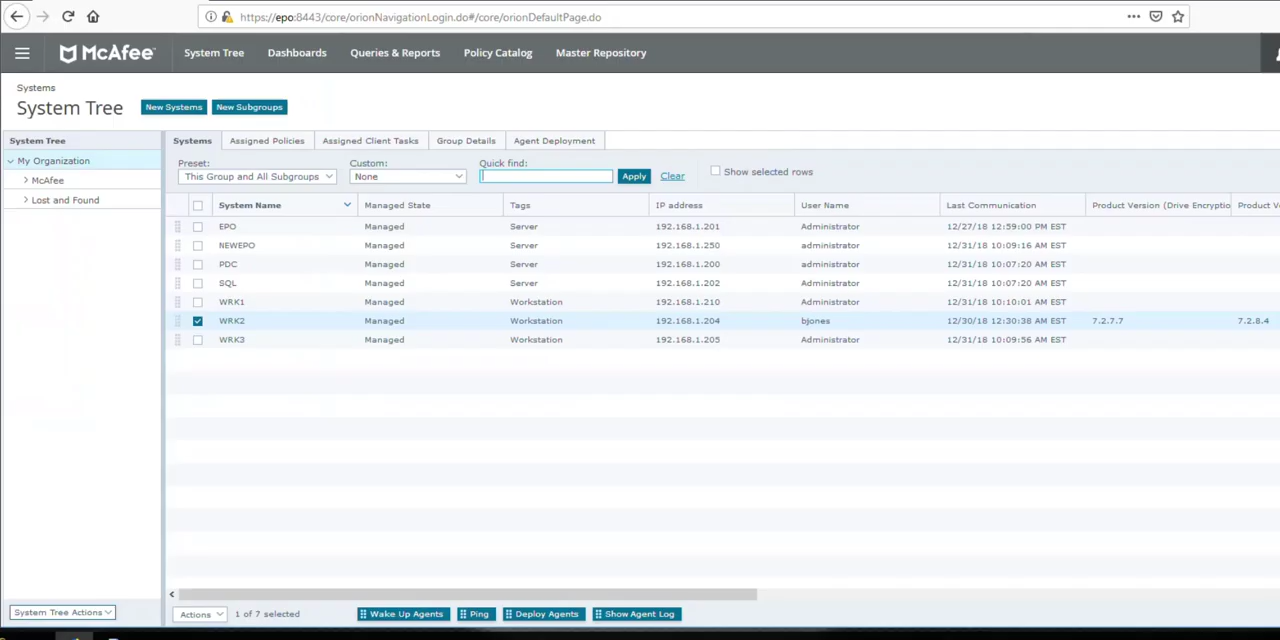 https://epo:8443/core/orionNavigationLogin.do#/core/orionDefaultPage.do
McAfee™ System Tree Dashboards Queries & Reports Policy Catalog Master Repository
Systems
System Tree New Systems New Subgroups
System Tree
My Organization
McAfee
Lost and Found
System Tree Actions
Systems Assigned Policies Assigned Client Tasks Group Details Agent Deployment
Preset: Custom: Quick find:
This Group and All Subgroups None Apply Clear Show selected rows
System Name Managed State Tags IP address User Name Last Communication Product Version (Drive Encryptio Product V
EPO Managed Server 192.168.1.201 Administrator 12/27/18 12:59:00 PM EST
NEWEPO Managed Server 192.168.1.250 administrator 12/31/18 10:09:16 AM EST
PDC Managed Server 192.168.1.200 administrator 12/31/18 10:07:20 AM EST
SQL Managed Server 192.168.1.202 administrator 12/31/18 10:07:20 AM EST
WRK1 Managed Workstation 192.168.1.210 Administrator 12/31/18 10:10:01 AM EST
WRK2 Managed Workstation 192.168.1.204 bjones 12/30/18 12:30:38 AM EST 7.2.7.7 7.2.8.4
WRK3 Managed Workstation 192.168.1.205 Administrator 12/31/18 10:09:56 AM EST
Actions 1 of 7 selected Wake Up Agents Ping Deploy Agents Show Agent Log